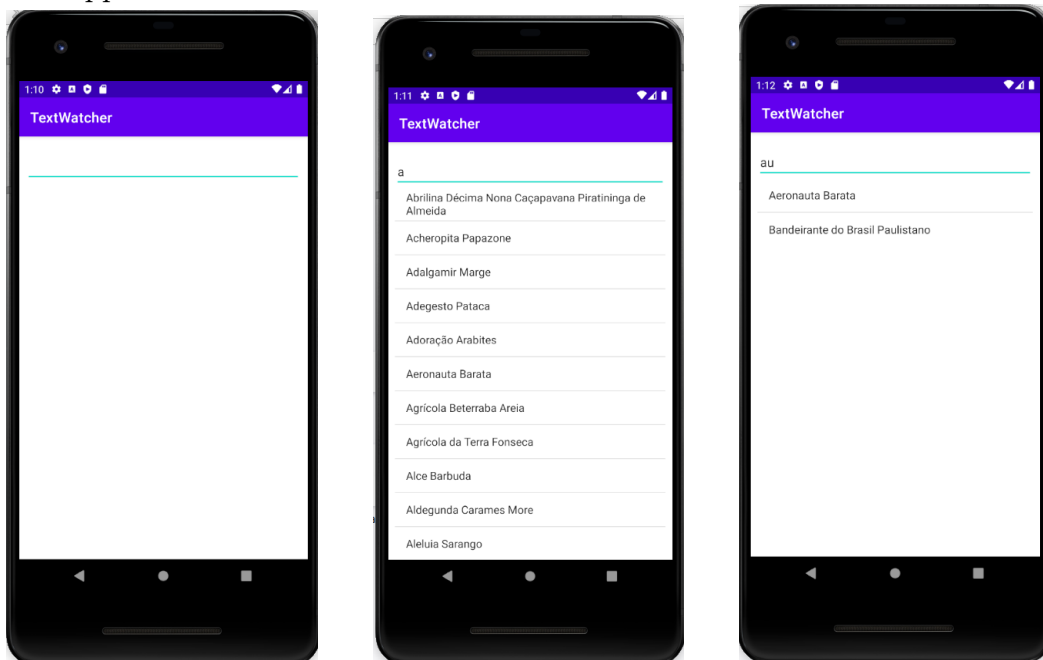 1:10
TextWatcher
1:11
TextWatcher
a
Abrilina Décima Nona Caçapavana Piratininga de
Almeida
Acheropita Papazone
Adalgamir Marge
Adegesto Pataca
Adoração Arabites
Aeronauta Barata
Agrícola Beterraba Areia
Agrícola da Terra Fonseca
Alce Barbuda
Aldegunda Carames More
Aleluia Sarango
1:12
TextWatcher
au
Aeronauta Barata
Bandeirante do Brasil Paulistano